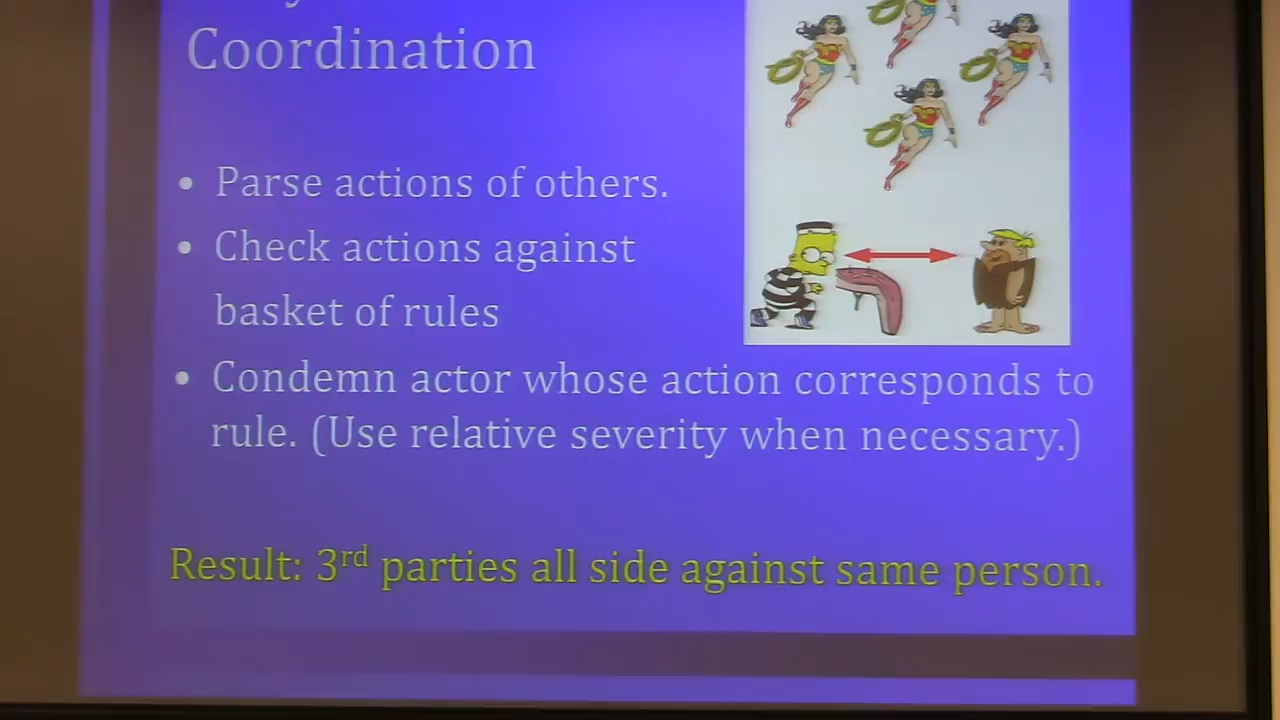 Coordination
• Parse actions of others.
• Check actions against
basket of rules
• Condemn actor whose action corresponds to
rule. (Use relative severity when necessary.)
Result: 3rd parties all side against same person.